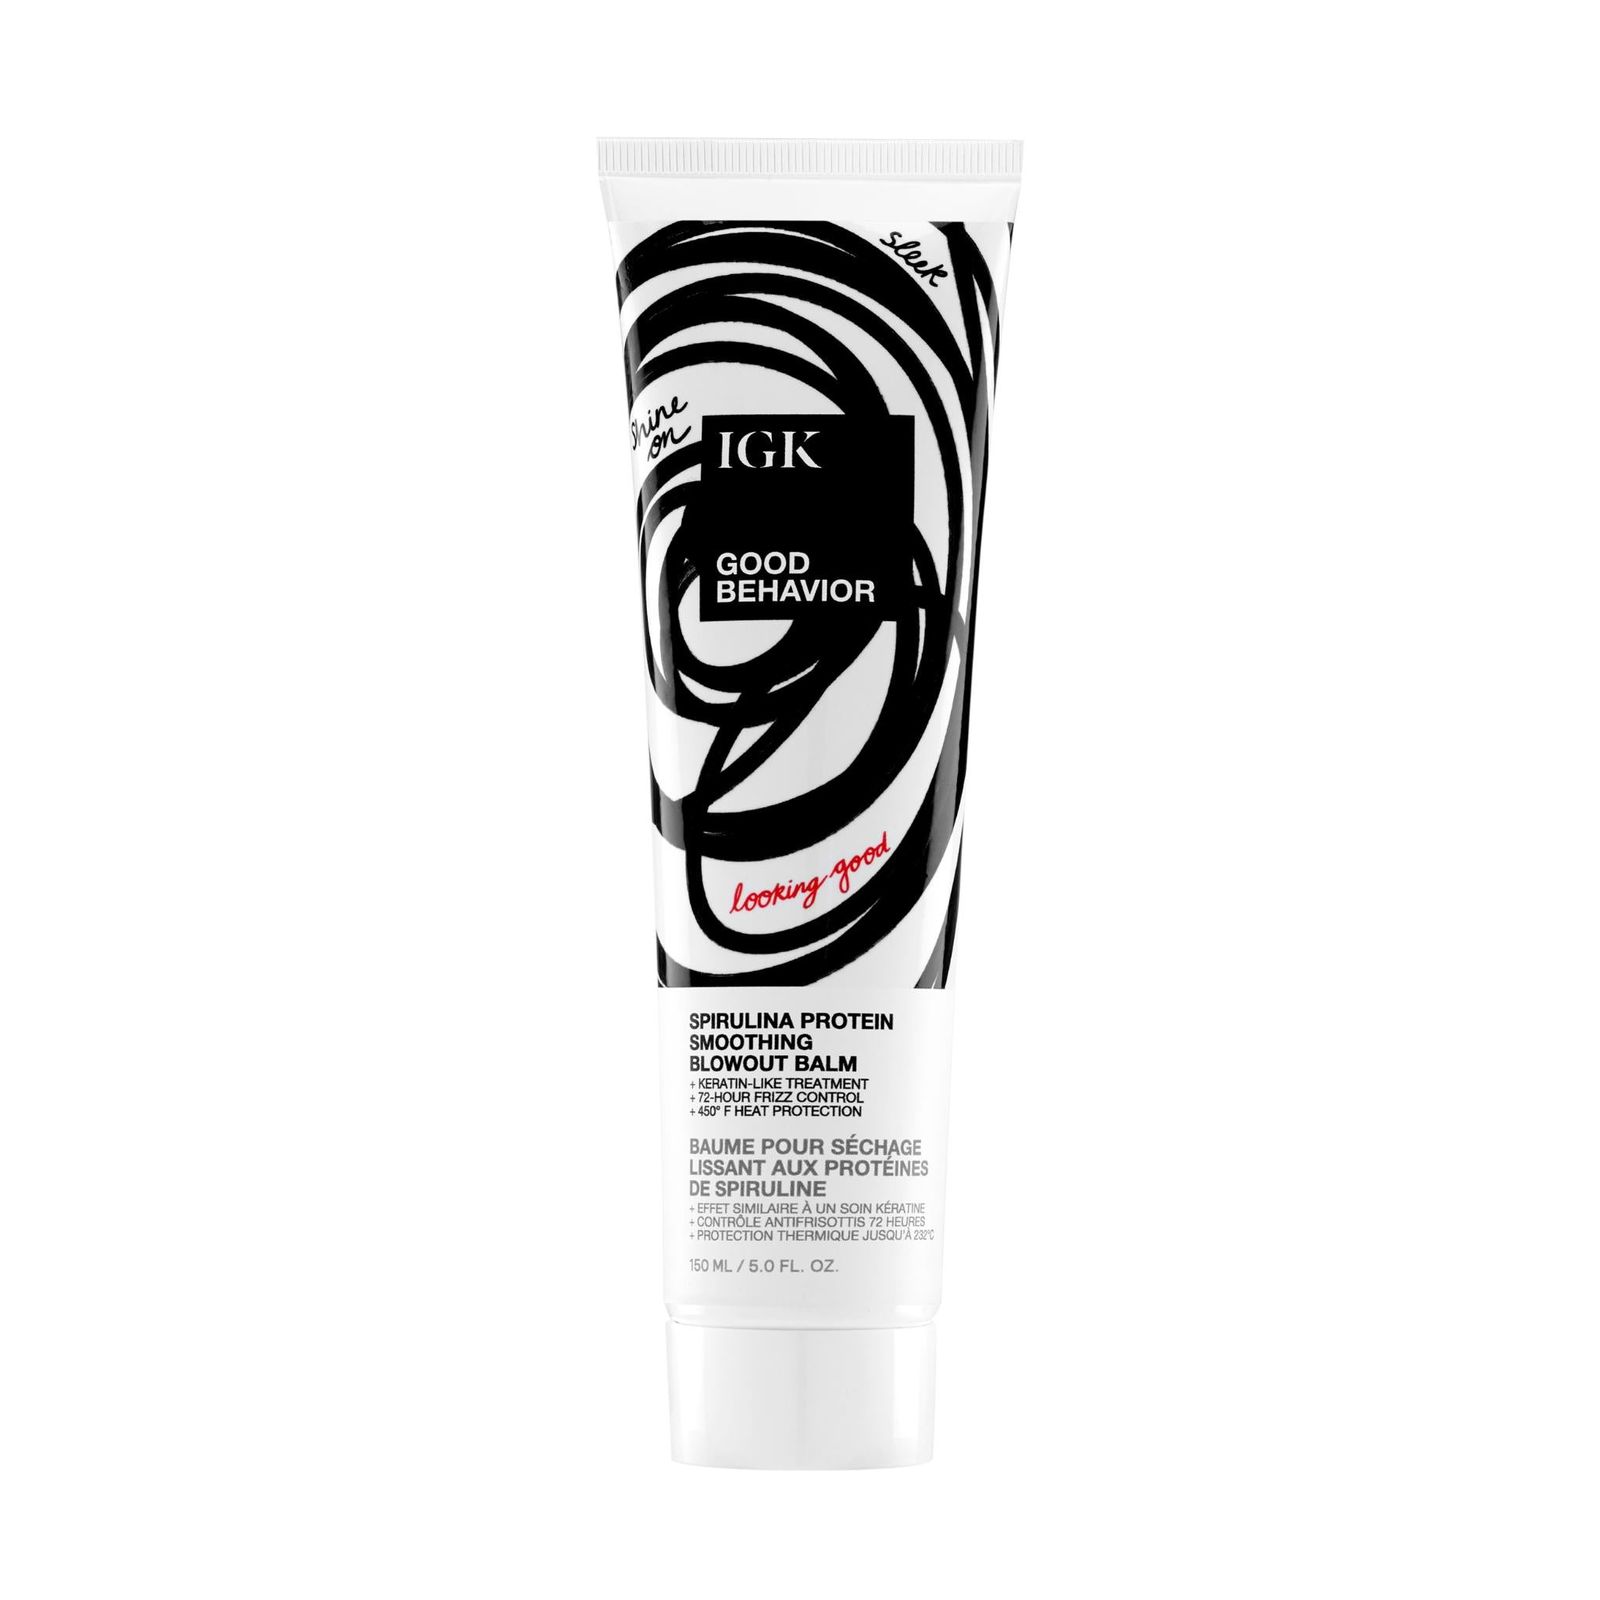 sleek
shine
on
IGK
GOOD
BEHAVIOR
looking good
SPIRULINA PROTEIN
SMOOTHING
BLOWOUT BALM
+ KERATIN-LIKE TREATMENT
+ 72-HOUR FRIZZ CONTROL
+ 450° F HEAT PROTECTION
BAUME POUR SÉCHAGE
LISSANT AUX PROTÉINES
DE SPIRULINE
+ EFFET SIMILAIRE À UN SOIN KÉRATINE
+ CONTRÔLE ANTIFRISOTTIS 72 HEURES
+ PROTECTION THERMIQUE JUSQU'À 232°C
150 ML / 5.0 FL. OZ.